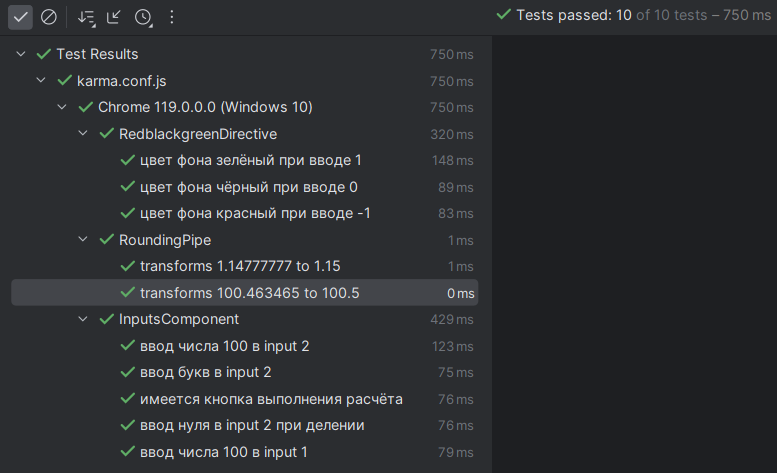 Tests passed: 10 of 10 tests – 750 ms
Test Results 750 ms
karma.conf.js 750 ms
Chrome 119.0.0.0 (Windows 10) 750 ms
RedblackgreenDirective 320 ms
цвет фона зелёный при вводе 1 148 ms
цвет фона чёрный при вводе 0 89 ms
цвет фона красный при вводе -1 83 ms
RoundingPipe 1 ms
transforms 1.14777777 to 1.15 1 ms
transforms 100.463465 to 100.5 0 ms
InputsComponent 429 ms
ввод числа 100 в input 2 123 ms
ввод букв в input 2 75 ms
имеется кнопка выполнения расчёта 76 ms
ввод нуля в input 2 при делении 76 ms
ввод числа 100 в input 1 79 ms